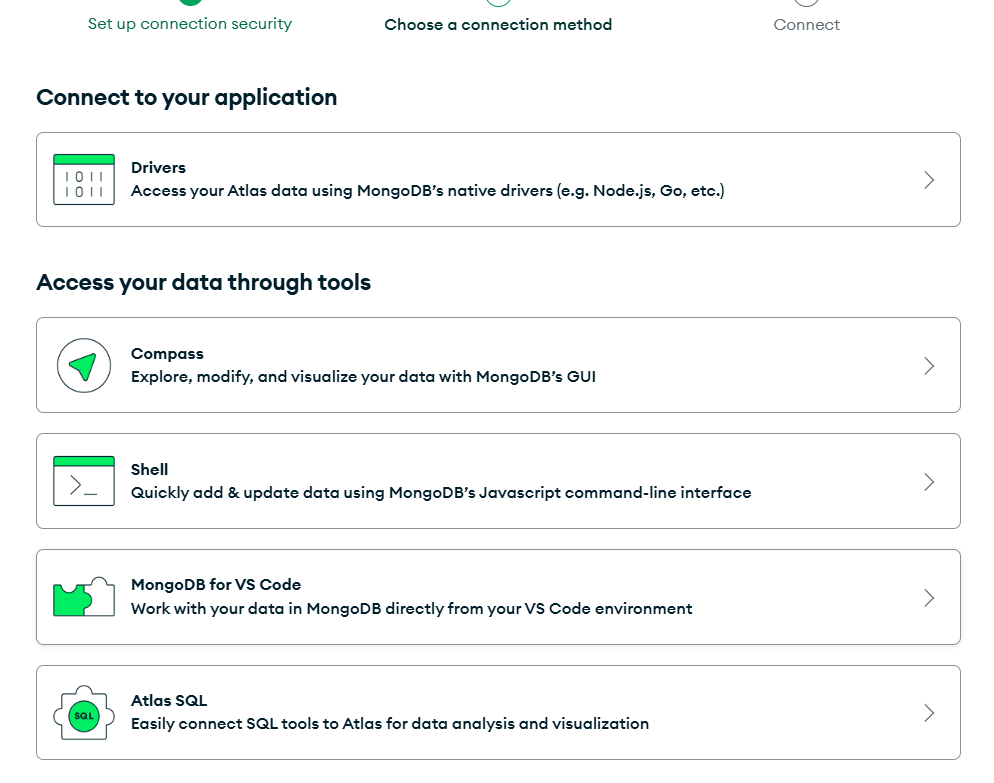 Set up connection security
Choose a connection method
Connect
Connect to your application
1011
1011
Drivers
Access your Atlas data using MongoDB’s native drivers (e.g. Node.js, Go, etc.)
Access your data through tools
Compass
Explore, modify, and visualize your data with MongoDB’s GUI
>_
Shell
Quickly add & update data using MongoDB’s Javascript command-line interface
MongoDB for VS Code
Work with your data in MongoDB directly from your VS Code environment
SQL
Atlas SQL
Easily connect SQL tools to Atlas for data analysis and visualization